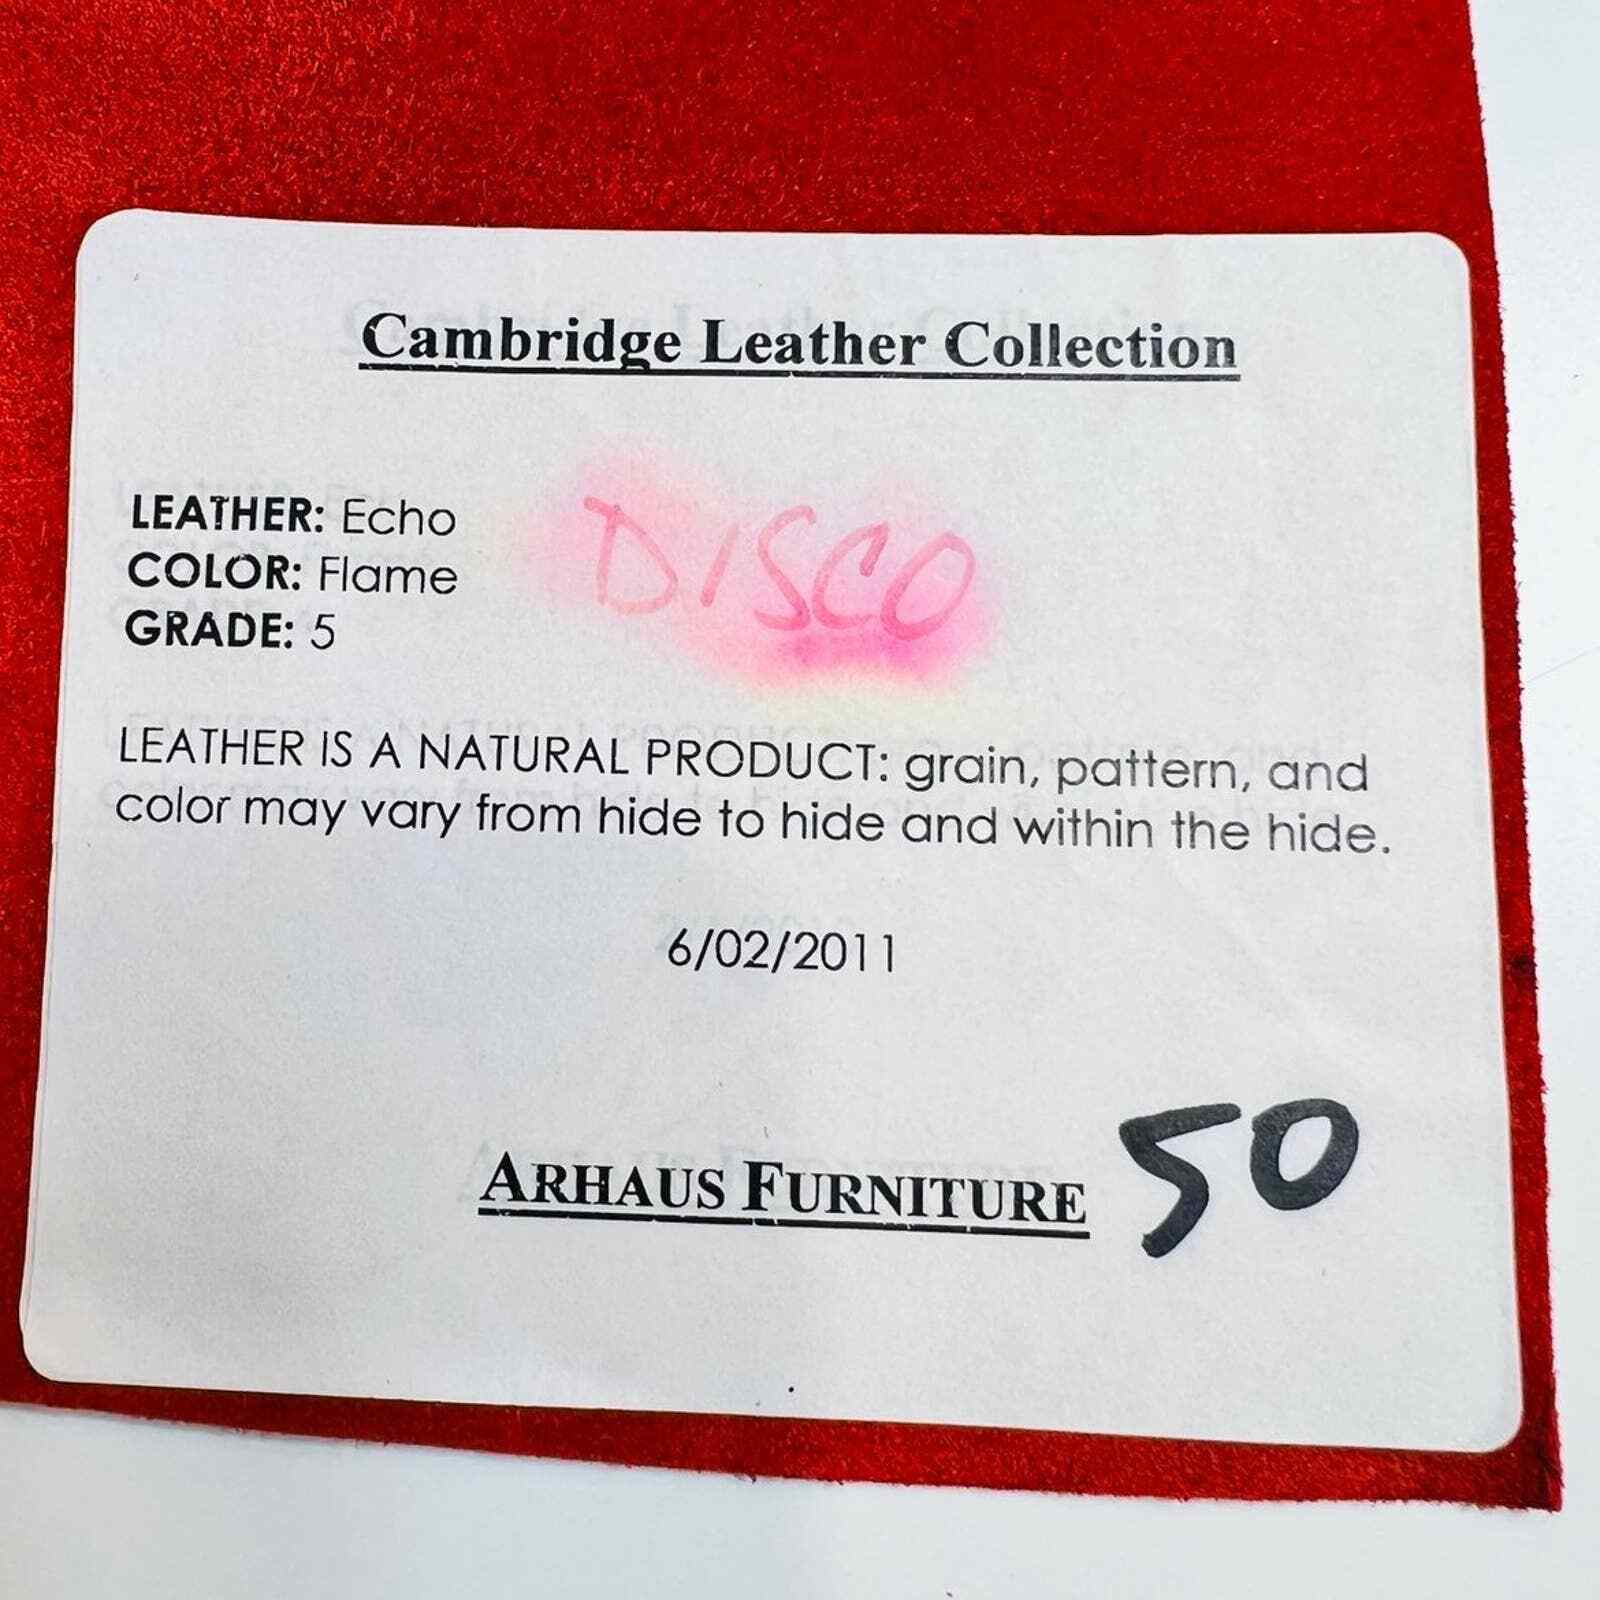 Cambridge Leather Collection
LEATHER: Echo
COLOR: Flame
GRADE: 5
DISCO
LEATHER IS A NATURAL PRODUCT: grain, pattern, and
color may vary from hide to hide and within the hide.
6/02/2011
ARHAUS FURNITURE
50